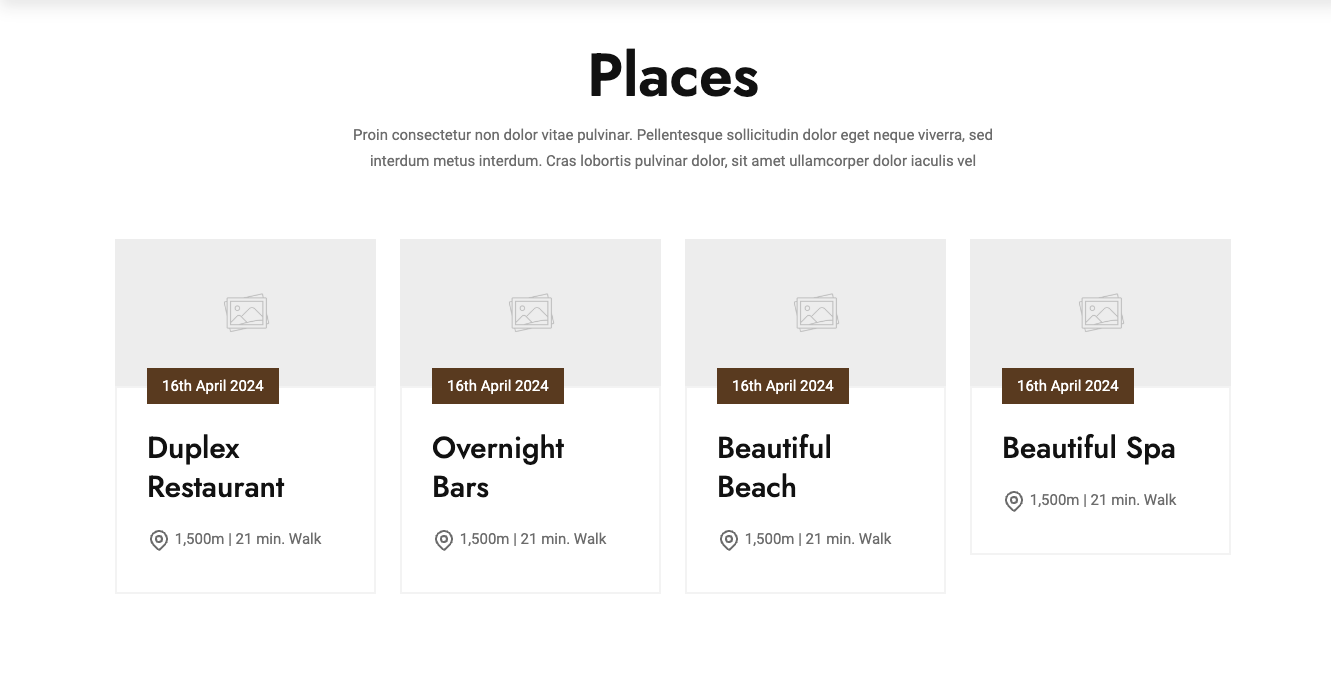 Places
Proin consectetur non dolor vitae pulvinar. Pellentesque sollicitudin dolor eget neque viverra, sed
interdum metus interdum. Cras lobortis pulvinar dolor, sit amet ullamcorper dolor iaculis vel
16th April 2024
Duplex
Restaurant
1,500m | 21 min. Walk
16th April 2024
Overnight
Bars
1,500m | 21 min. Walk
16th April 2024
Beautiful
Beach
1,500m | 21 min. Walk
16th April 2024
Beautiful Spa
1,500m | 21 min. Walk